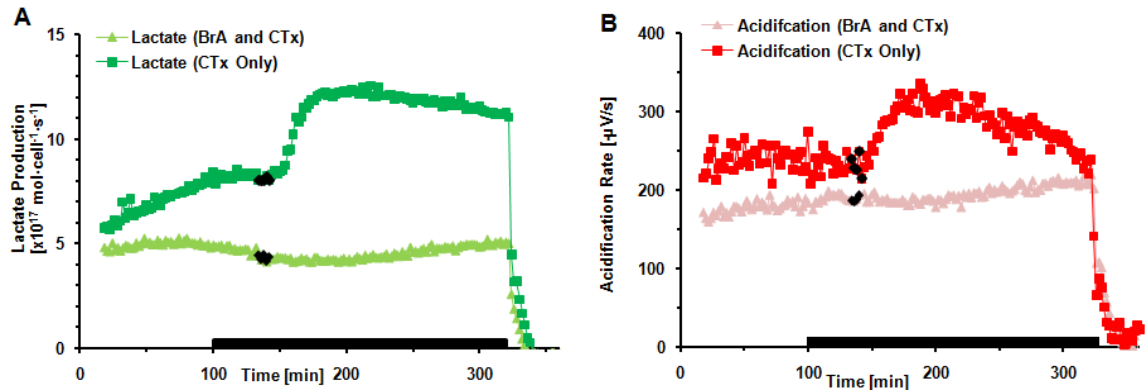 A
Lactate (BrA and CTx)
Lactate (CTx Only)
15
10
5
0
Lactate Production
[x10¹⁷ mol·cell⁻¹·s⁻¹]
0
100
200
300
Time [min]
B
Acidifcation (BrA and CTx)
Acidifcation (CTx Only)
400
300
200
100
0
Acidification Rate [µV/s]
0
100
200
300
Time [min]